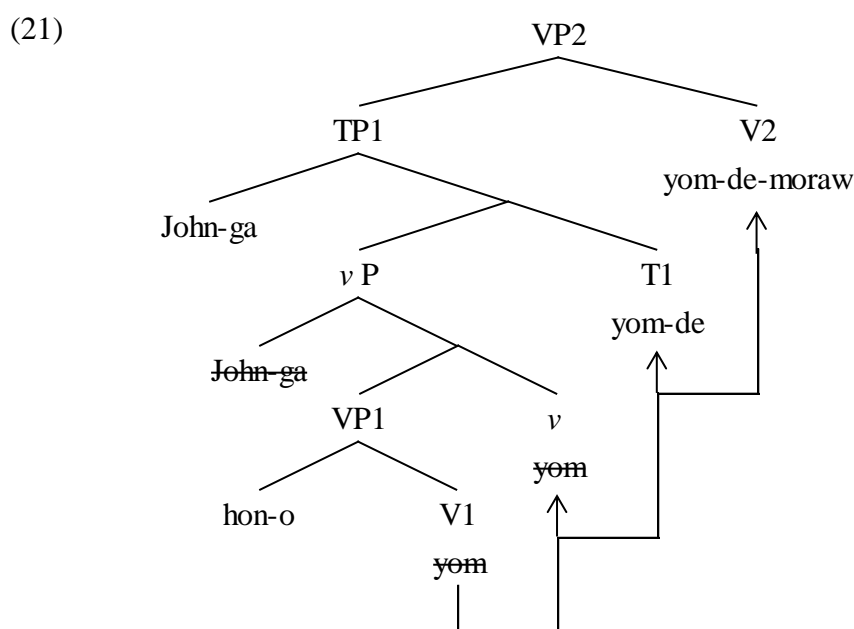 (21)
VP2
TP1 V2
John-ga yom-de-moraw
v P T1
John-ga yom-de
VP1 v
hon-o V1 yom
yom